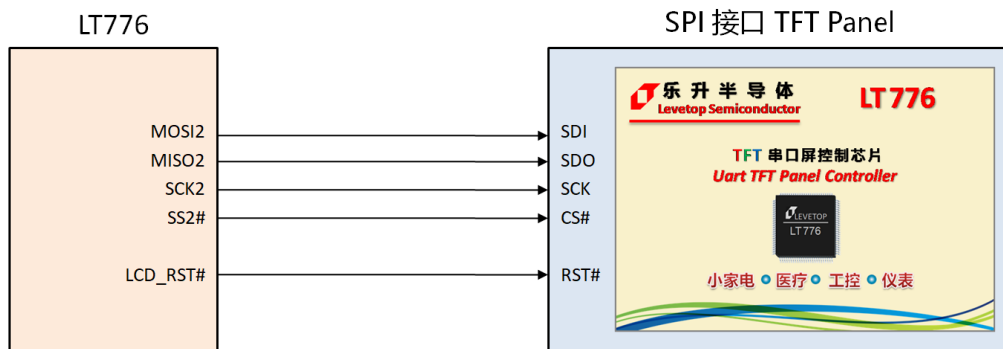 LT776
SPI 接口 TFT Panel
MOSI2
MISO2
SCK2
SS2#
LCD_RST#
SDI
SDO
SCK
CS#
RST#
乐升半导体
Levetop Semiconductor
LT776
TFT 串口屏控制芯片
Uart TFT Panel Controller
LEVETOP
LT776
小家电 医疗 工控 仪表